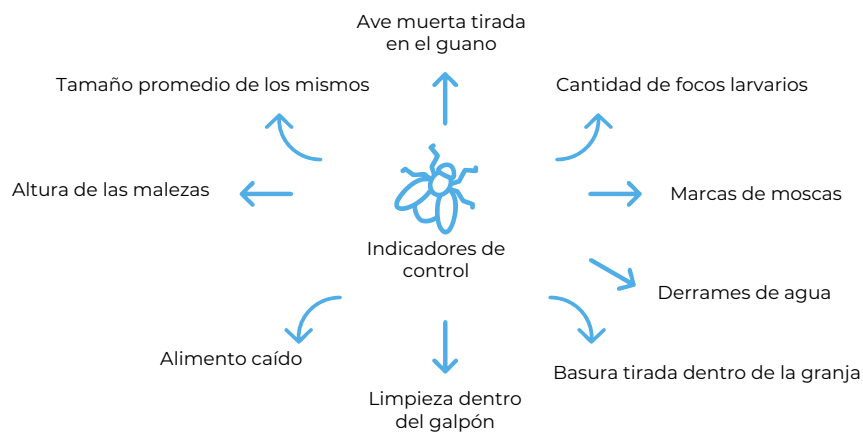 Ave muerta tirada
en el guano
Tamaño promedio de los mismos
Cantidad de focos larvarios
Altura de las malezas
Marcas de moscas
Indicadores de
control
Derrames de agua
Alimento caído
Basura tirada dentro de la granja
Limpieza dentro
del galpón